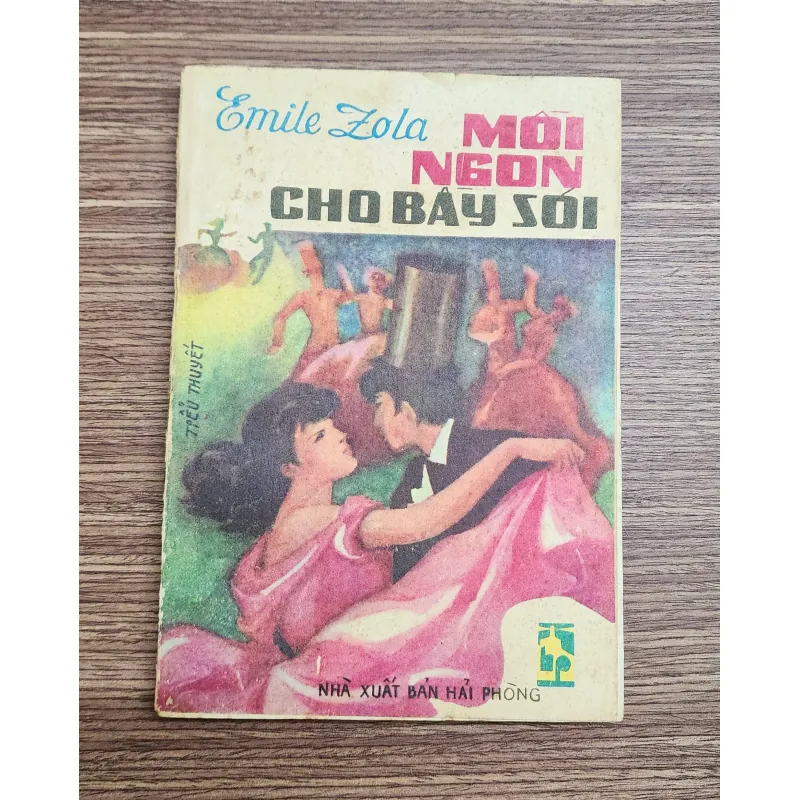 Emile Zola
MỒI
NGON
CHO BẦY SÓI
TIỂU THUYẾT
NHÀ XUẤT BẢN HẢI PHÒNG